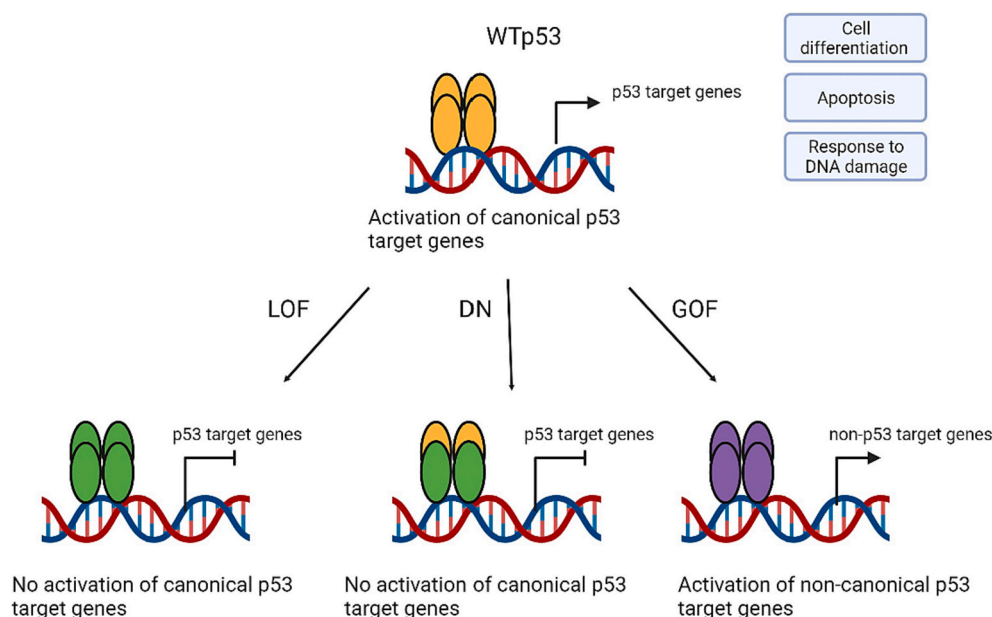 WTp53
Cell
differentiation
p53 target genes
Apoptosis
Response to
DNA damage
Activation of canonical p53
target genes
LOF
DN
GOF
p53 target genes
p53 target genes
non-p53 target genes
No activation of canonical p53
target genes
No activation of canonical p53
target genes
Activation of non-canonical p53
target genes